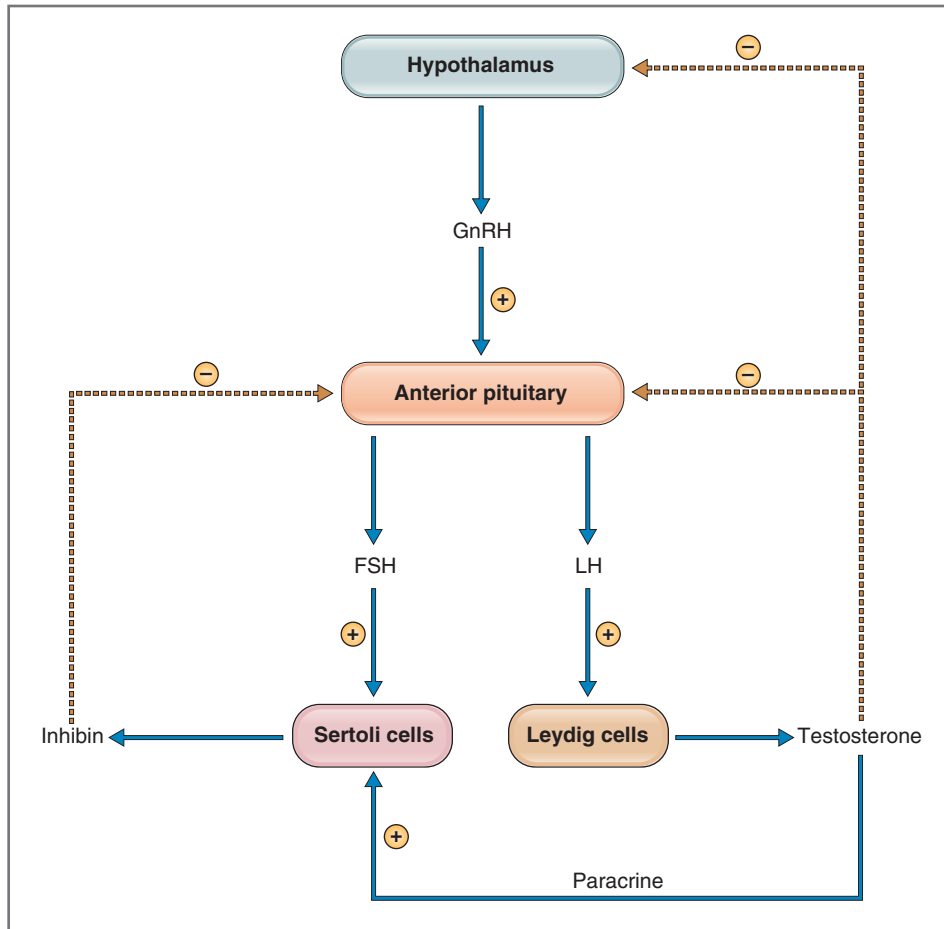 Hypothalamus
−
GnRH
+
−
−
Anterior pituitary
FSH
LH
+
+
Inhibin
Sertoli cells
Leydig cells
Testosterone
+
Paracrine